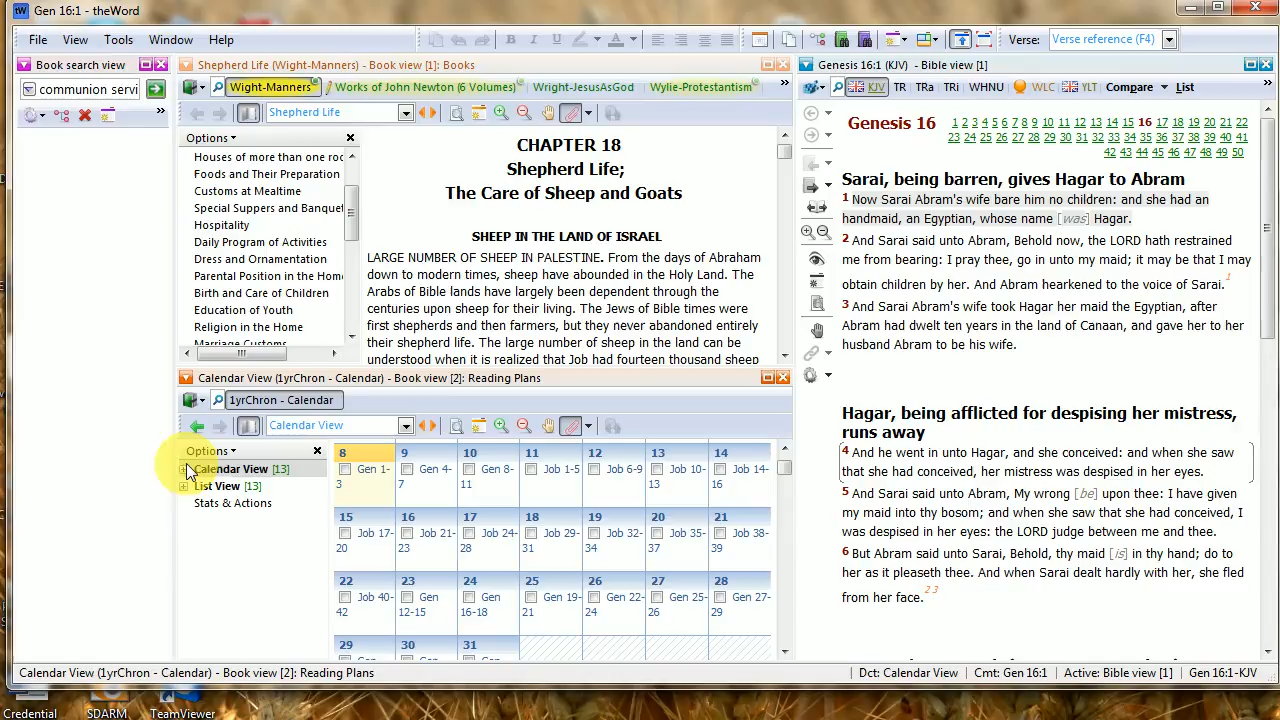 Gen 16:1 - theWord
File View Tools Window Help
Verse: Verse reference (F4)
Book search view
communion servi
Shepherd Life (Wight-Manners) - Book view [1]: Books
Wight-Manners Works of John Newton (6 Volumes) Wright-JesusAsGod Wylie-Protestantism
Shepherd Life
Options
Houses of more than one roo
Foods and Their Preparation
Customs at Mealtime
Special Suppers and Banquet
Hospitality
Daily Program of Activities
Dress and Ornamentation
Parental Position in the Home
Birth and Care of Children
Education of Youth
Religion in the Home
Marriage Customs
CHAPTER 18
Shepherd Life;
The Care of Sheep and Goats
SHEEP IN THE LAND OF ISRAEL
LARGE NUMBER OF SHEEP IN PALESTINE. From the days of Abraham
down to modern times, sheep have abounded in the Holy Land. The
Arabs of Bible lands have largely been dependent through the
centuries upon sheep for their living. The Jews of Bible times were
first shepherds and then farmers, but they never abandoned entirely
their shepherd life. The large number of sheep in the land can be
understood when it is realized that Job had fourteen thousand sheep
Calendar View (1yrChron - Calendar) - Book view [2]: Reading Plans
1yrChron - Calendar
Calendar View
Options
Calendar View [13]
List View [13]
Stats & Actions
8 9 10 11 12 13 14
Gen 1- Gen 4- Gen 8- Job 1-5 Job 6-9 Job 10- Job 14-
3 7 11 13 16
15 16 17 18 19 20 21
Job 17- Job 21- Job 24- Job 29- Job 32- Job 35- Job 38-
20 23 28 31 34 37 39
22 23 24 25 26 27 28
Job 40- Gen Gen Gen 19- Gen 22- Gen 25- Gen 27-
42 12-15 16-18 21 24 26 29
29 30 31
Gen Gen Gen
Genesis 16:1 (KJV) - Bible view [1]
KJV TR TRa TRi WHNU WLC YLT Compare List
Genesis 16
1 2 3 4 5 6 7 8 9 10 11 12 13 14 15 16 17 18 19 20 21 22
23 24 25 26 27 28 29 30 31 32 33 34 35 36 37 38 39 40 41
42 43 44 45 46 47 48 49 50
Sarai, being barren, gives Hagar to Abram
1 Now Sarai Abram's wife bare him no children: and she had an
handmaid, an Egyptian, whose name [was] Hagar.
2 And Sarai said unto Abram, Behold now, the LORD hath restrained
me from bearing: I pray thee, go in unto my maid; it may be that I may
obtain children by her. And Abram hearkened to the voice of Sarai. 1
3 And Sarai Abram's wife took Hagar her maid the Egyptian, after
Abram had dwelt ten years in the land of Canaan, and gave her to her
husband Abram to be his wife.
Hagar, being afflicted for despising her mistress,
runs away
4 And he went in unto Hagar, and she conceived: and when she saw
that she had conceived, her mistress was despised in her eyes.
5 And Sarai said unto Abram, My wrong [be] upon thee: I have given
my maid into thy bosom; and when she saw that she had conceived, I
was despised in her eyes: the LORD judge between me and thee.
6 But Abram said unto Sarai, Behold, thy maid [is] in thy hand; do to
her as it pleaseth thee. And when Sarai dealt hardly with her, she fled
from her face. 2 3
Calendar View (1yrChron - Calendar) - Book view [2]: Reading Plans
Dct: Calendar View Cmt: Gen 16:1 Active: Bible view [1] Gen 16:1-KJV
Credential SDARM TeamViewer